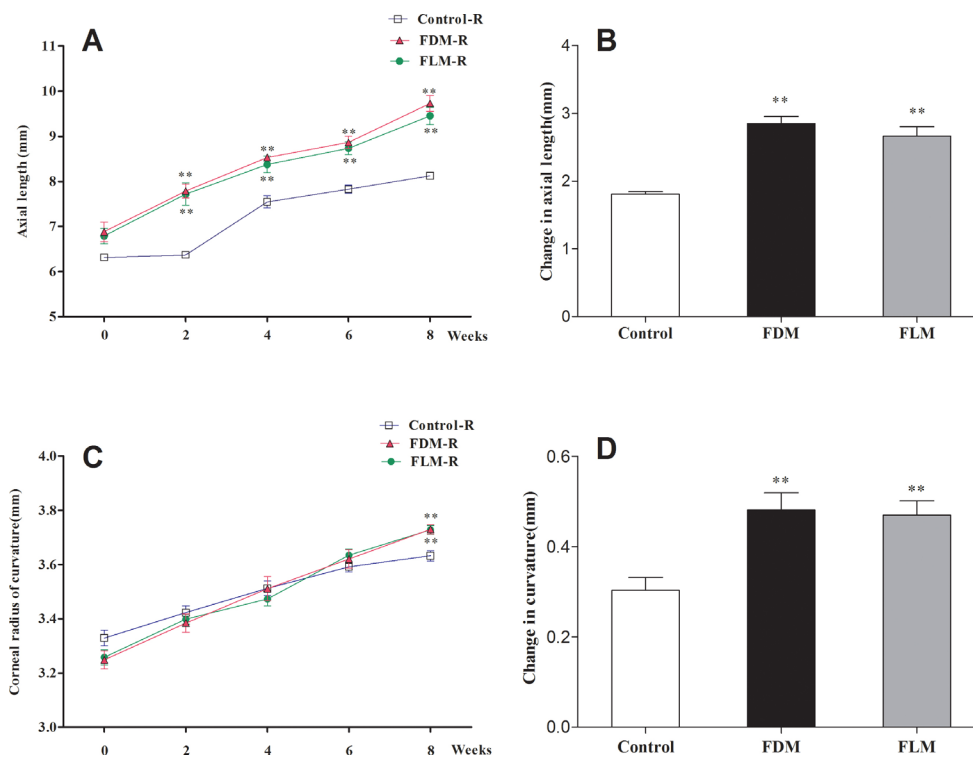 A
Control-R
FDM-R
FLM-R
Axial length (mm)
11
10
9
8
7
6
5
**
**
**
**
**
**
**
**
0 2 4 6 8 Weeks
B
Change in axial length(mm)
4
3
2
1
0
**
**
Control FDM FLM
C
Control-R
FDM-R
FLM-R
Corneal radius of curvature(mm)
4.0
3.8
3.6
3.4
3.2
3.0
**
**
0 2 4 6 8 Weeks
D
Change in curvature(mm)
0.6
0.4
0.2
0.0
**
**
Control FDM FLM